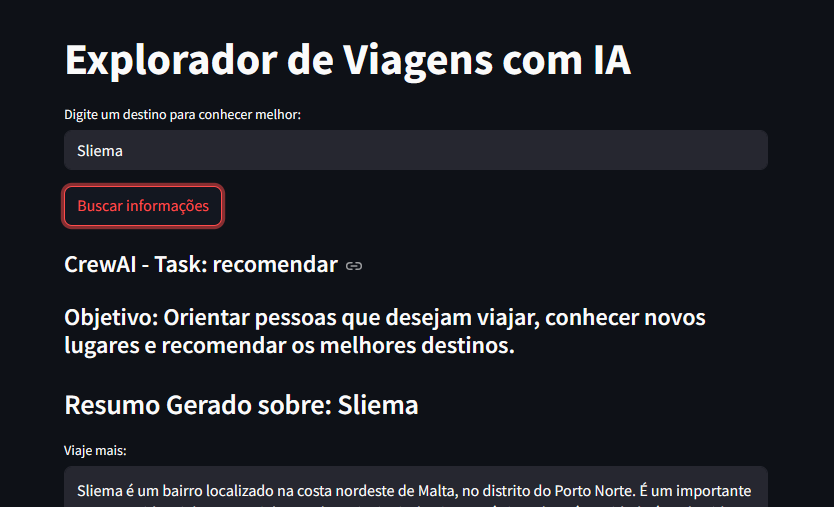 Explorador de Viagens com IA
Digite um destino para conhecer melhor:
Sliema
Buscar informações
CrewAI - Task: recomendar
Objetivo: Orientar pessoas que desejam viajar, conhecer novos
lugares e recomendar os melhores destinos.
Resumo Gerado sobre: Sliema
Viaje mais:
Sliema é um bairro localizado na costa nordeste de Malta, no distrito do Porto Norte. É um importante